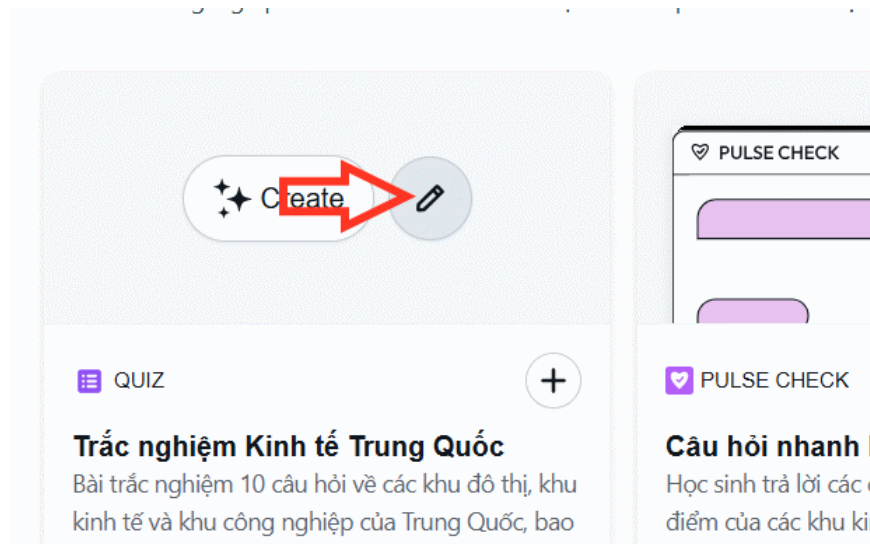 Create
PULSE CHECK
QUIZ
PULSE CHECK
Trắc nghiệm Kinh tế Trung Quốc
Bài trắc nghiệm 10 câu hỏi về các khu đô thị, khu
kinh tế và khu công nghiệp của Trung Quốc, bao
Câu hỏi nhanh
Học sinh trả lời các
điểm của các khu